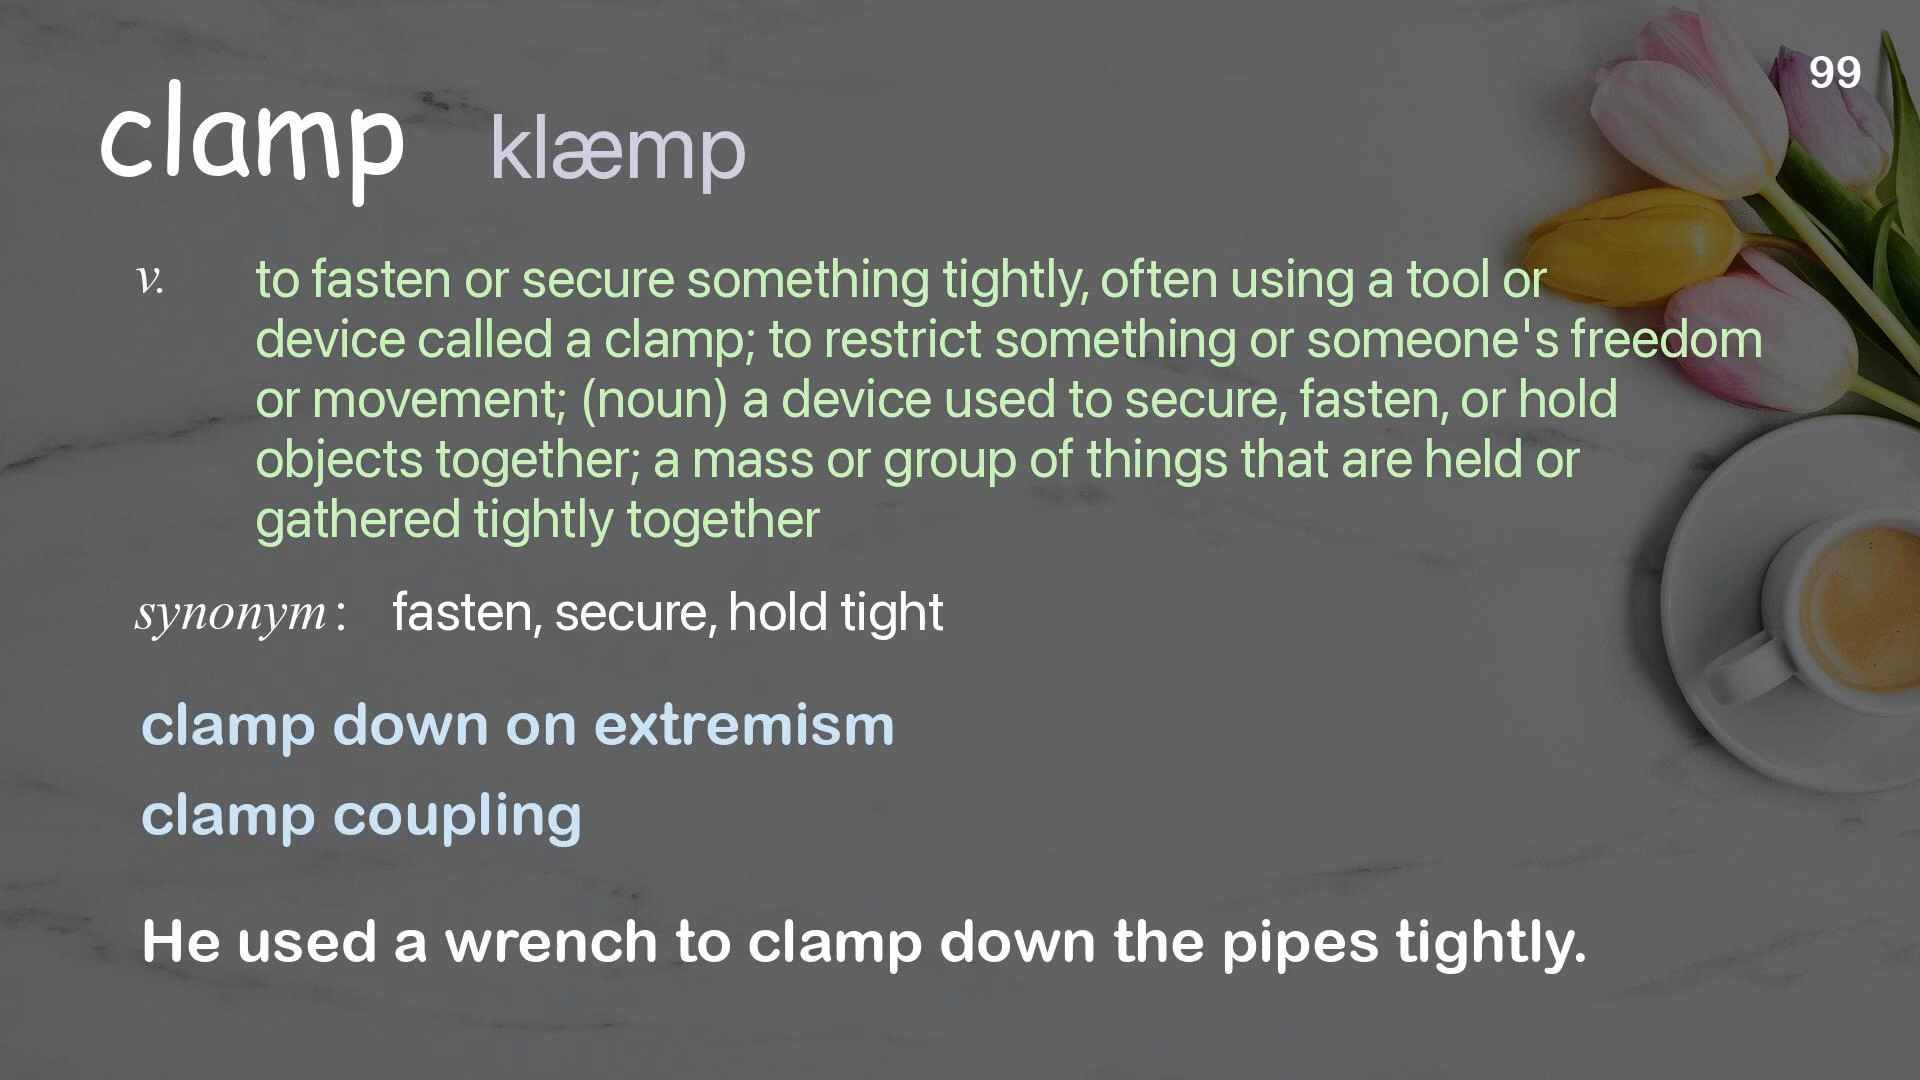 99
clamp klæmp
v. to fasten or secure something tightly, often using a tool or
device called a clamp; to restrict something or someone's freedom
or movement; (noun) a device used to secure, fasten, or hold
objects together; a mass or group of things that are held or
gathered tightly together
synonym : fasten, secure, hold tight
clamp down on extremism
clamp coupling
He used a wrench to clamp down the pipes tightly.